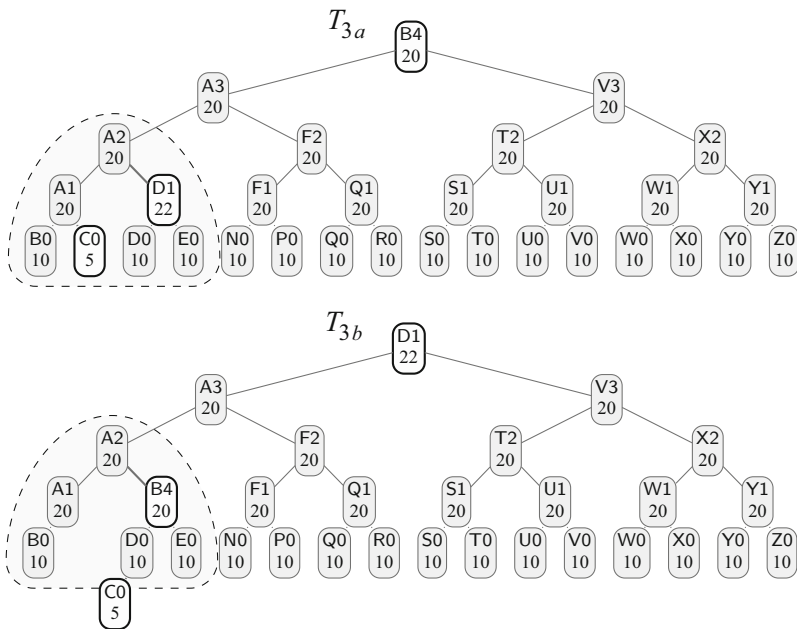 T3a
B4
20
A3
20
V3
20
A2
20
F2
20
T2
20
X2
20
A1
20
D1
22
F1
20
Q1
20
S1
20
U1
20
W1
20
Y1
20
B0 C0 D0 E0 N0 P0 Q0 R0 S0 T0 U0 V0 W0 X0 Y0 Z0
10 5 10 10 10 10 10 10 10 10 10 10 10 10 10 10
T3b
D1
22
A3
20
V3
20
A2
20
F2
20
T2
20
X2
20
A1
20
B4
20
F1
20
Q1
20
S1
20
U1
20
W1
20
Y1
20
B0 D0 E0 N0 P0 Q0 R0 S0 T0 U0 V0 W0 X0 Y0 Z0
10 10 10 10 10 10 10 10 10 10 10 10 10 10 10
C0
5